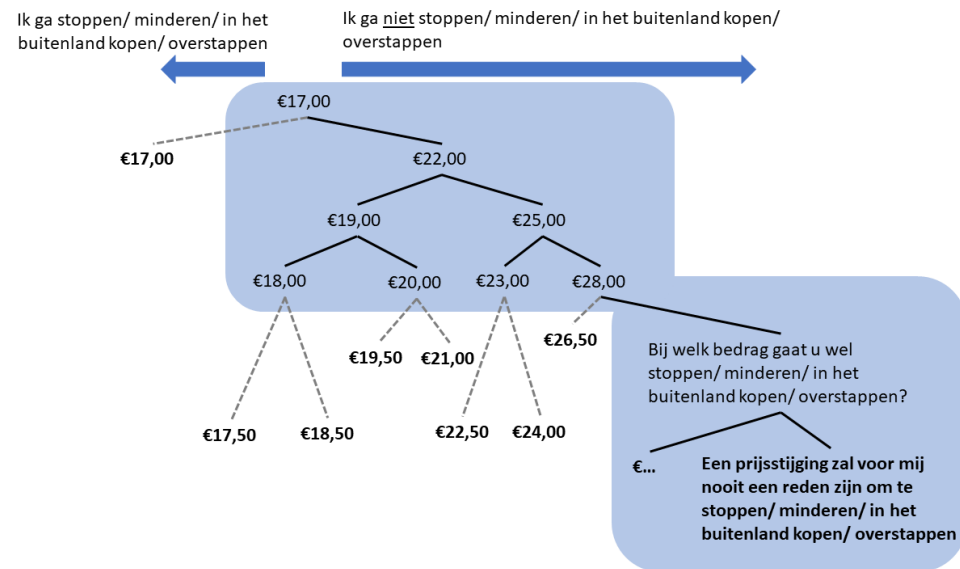 Ik ga stoppen/ minderen/ in het
buitenland kopen/ overstappen
Ik ga niet stoppen/ minderen/ in het buitenland kopen/
overstappen
€17,00
€17,00
€22,00
€19,00
€25,00
€18,00
€20,00
€23,00
€28,00
€26,50
€19,50
€21,00
€17,50
€18,50
€22,50
€24,00
Bij welk bedrag gaat u wel
stoppen/ minderen/ in het
buitenland kopen/ overstappen?
€...
Een prijsstijging zal voor mij
nooit een reden zijn om te
stoppen/ minderen/ in het
buitenland kopen/ overstappen